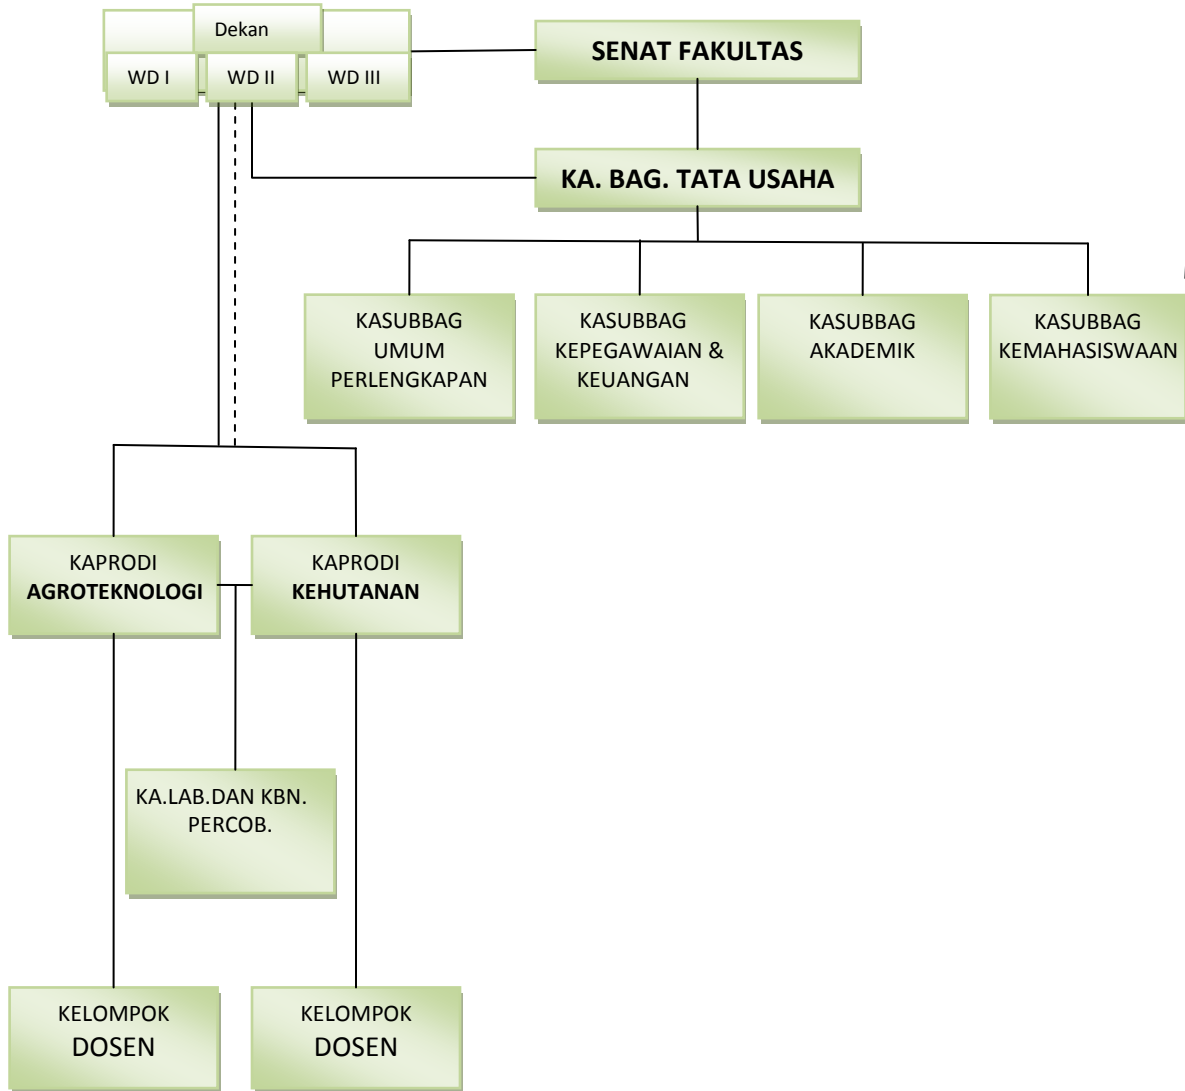 Dekan
WD I
WD II
WD III
SENAT FAKULTAS
KA. BAG. TATA USAHA
KASUBBAG
UMUM
PERLENGKAPAN
KASUBBAG
KEPEGAWAIAN &
KEUANGAN
KASUBBAG
AKADEMIK
KASUBBAG
KEMAHASISWAAN
KAPRODI
AGROTEKNOLOGI
KAPRODI
KEHUTANAN
KA.LAB.DAN KBN.
PERCOB.
KELOMPOK
DOSEN
KELOMPOK
DOSEN